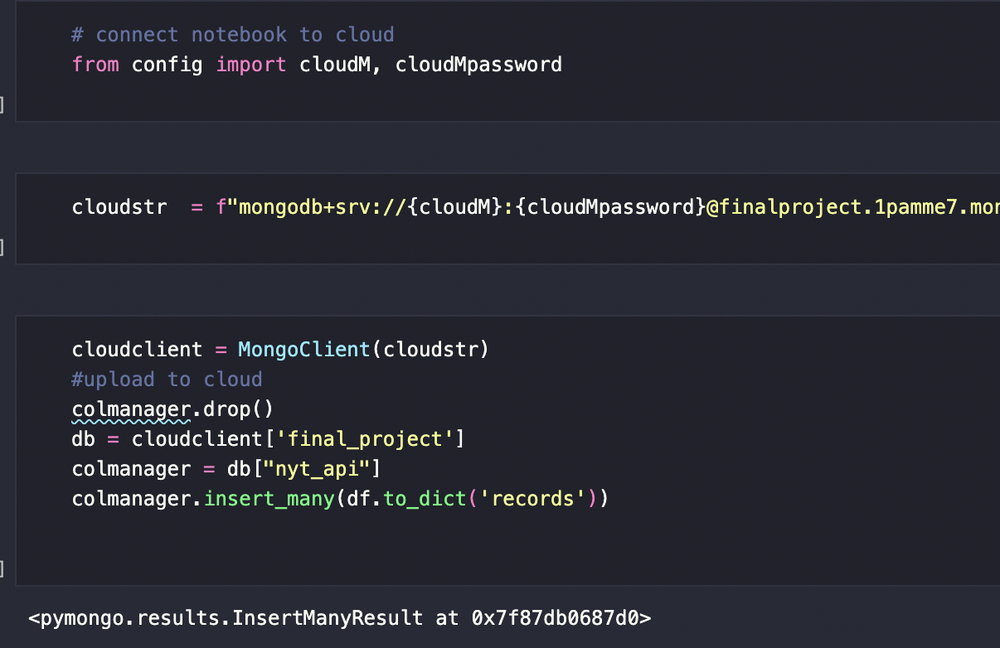 # connect notebook to cloud
from config import cloudM, cloudMpassword
]
cloudstr  = f"mongodb+srv://{cloudM}:{cloudMpassword}@finalproject.1pamme7.mon
]
cloudclient = MongoClient(cloudstr)
#upload to cloud
colmanager.drop()
db = cloudclient['final_project']
colmanager = db["nyt_api"]
colmanager.insert_many(df.to_dict('records'))
]
<pymongo.results.InsertManyResult at 0x7f87db0687d0>